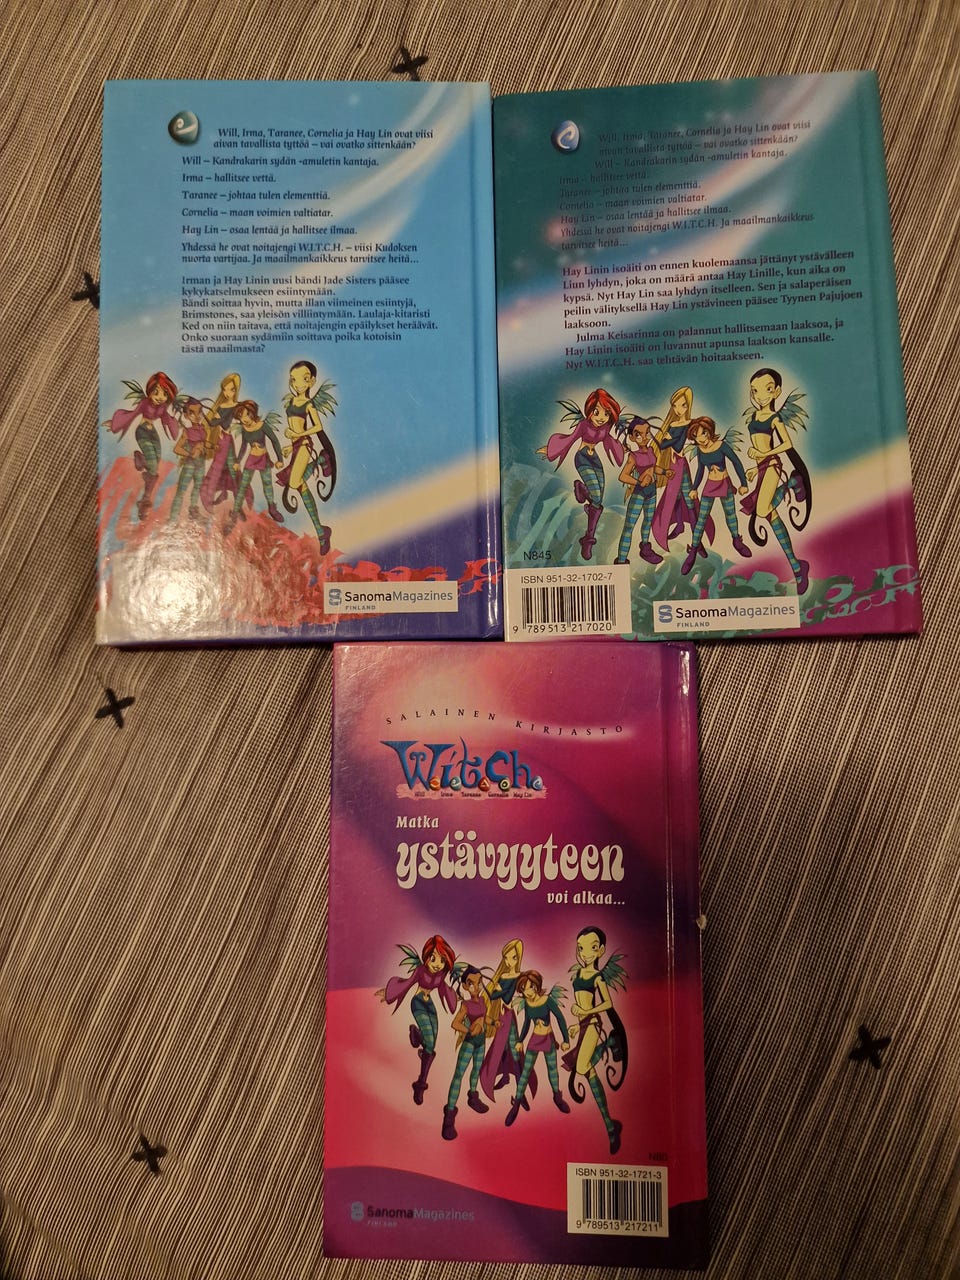 Will, Irma, Taranee, Cornelia ja Hay Lin ovat viisi
aivan tavallista tyttöä – vai ovatko sittenkään?
Will – Kandrakarin sydän -amuletin kantaja.
Irma – hallitsee vettä.
Taranee – johtaa tulen elementtiä.
Cornelia – maan voimien valtiatar.
Hay Lin – osaa lentää ja hallitsee ilmaa.
Yhdessä he ovat noitajengi W.I.T.C.H. – viisi Kudoksen
nuorta vartijaa. Ja maailmankaikkeus tarvitsee heitä...
Irman ja Hay Linin uusi bändi Jade Sisters pääsee
kykykatselmukseen esiintymään.
Bändi soittaa hyvin, mutta illan viimeinen esiintyjä,
Brimstones, saa yleisön villiintymään. Laulaja-kitaristi
Ked on niin taitava, että noitajengin epäilykset heräävät.
Onko suoraan sydämiin soittava poika kotoisin
tästä maailmasta?
SanomaMagazines
FINLAND
Will, Irma, Taranee, Cornelia ja Hay Lin ovat viisi
aivan tavallista tyttöä – vai ovatko sittenkään?
Will – Kandrakarin sydän -amuletin kantaja.
Irma – hallitsee vettä.
Taranee – johtaa tulen elementtiä.
Cornelia – maan voimien valtiatar.
Hay Lin – osaa lentää ja hallitsee ilmaa.
Yhdessä he ovat noitajengi W.I.T.C.H. Ja maailmankaikkeus
tarvitsee heitä...
Hay Linin isoäiti on ennen kuolemaansa jättänyt ystävälleen
Liun lyhdyn, joka on määrä antaa Hay Linille, kun aika on
kypsä. Nyt Hay Lin saa lyhdyn itselleen. Sen ja salaperäisen
peilin välityksellä Hay Lin ystävineen pääsee Tyynen Pajujoen
laaksoon.
Julma Keisarinna on palannut hallitsemaan laaksoa, ja
Hay Linin isoäiti on luvannut apunsa laakson kansalle.
Nyt W.I.T.C.H. saa tehtävän hoitaakseen.
N845
ISBN 951-32-1702-7
9 789513 217020
SanomaMagazines
FINLAND
SALAINEN KIRJASTO
W.i.t.c.h.
Will Irma Taranee Cornelia Hay Lin
Matka
ystävyyteen
voi alkaa...
ISBN 951-32-1721-3
9 789513 217211
SanomaMagazines
FINLAND